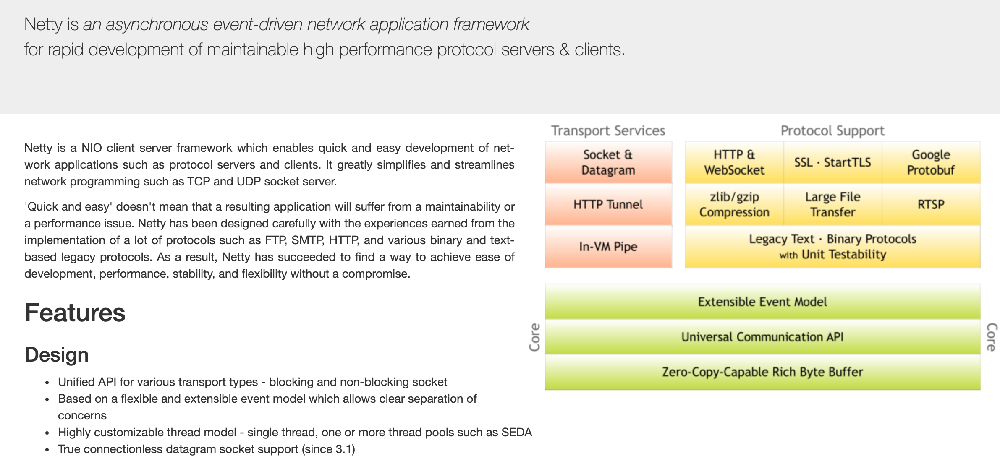 Netty is an asynchronous event-driven network application framework
for rapid development of maintainable high performance protocol servers & clients.
Netty is a NIO client server framework which enables quick and easy development of net-
work applications such as protocol servers and clients. It greatly simplifies and streamlines
network programming such as TCP and UDP socket server.
'Quick and easy' doesn't mean that a resulting application will suffer from a maintainability or
a performance issue. Netty has been designed carefully with the experiences earned from the
implementation of a lot of protocols such as FTP, SMTP, HTTP, and various binary and text-
based legacy protocols. As a result, Netty has succeeded to find a way to achieve ease of
development, performance, stability, and flexibility without a compromise.
Features
Design
• Unified API for various transport types - blocking and non-blocking socket
• Based on a flexible and extensible event model which allows clear separation of
concerns
• Highly customizable thread model - single thread, one or more thread pools such as SEDA
• True connectionless datagram socket support (since 3.1)
Transport Services
Socket &
Datagram
HTTP Tunnel
In-VM Pipe
Protocol Support
HTTP &
WebSocket
SSL · StartTLS
Google
Protobuf
zlib/gzip
Compression
Large File
Transfer
RTSP
Legacy Text · Binary Protocols
with Unit Testability
Core
Extensible Event Model
Universal Communication API
Zero-Copy-Capable Rich Byte Buffer
Core